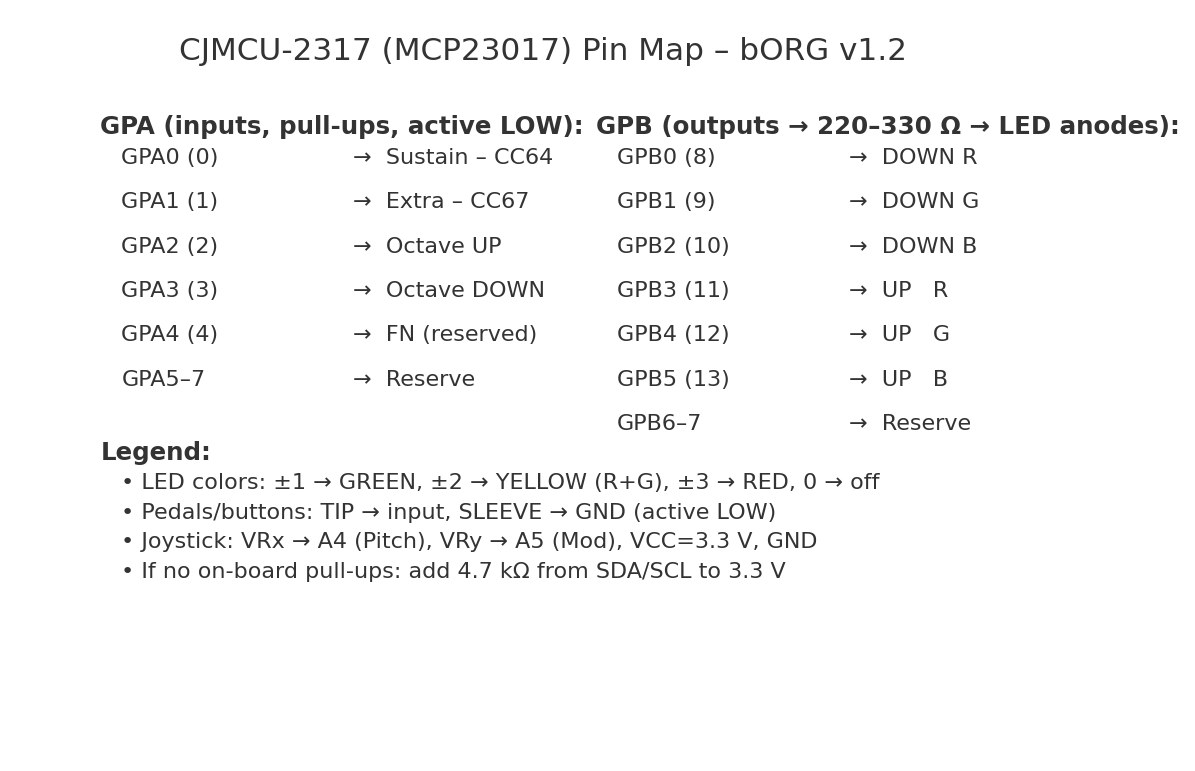 CJMCU-2317 (MCP23017) Pin Map – bORG v1.2
GPA (inputs, pull-ups, active LOW):
GPA0 (0) → Sustain – CC64
GPA1 (1) → Extra – CC67
GPA2 (2) → Octave UP
GPA3 (3) → Octave DOWN
GPA4 (4) → FN (reserved)
GPA5–7 → Reserve
GPB (outputs → 220–330 Ω → LED anodes):
GPB0 (8) → DOWN R
GPB1 (9) → DOWN G
GPB2 (10) → DOWN B
GPB3 (11) → UP   R
GPB4 (12) → UP   G
GPB5 (13) → UP   B
GPB6–7 → Reserve
Legend:
• LED colors: ±1 → GREEN, ±2 → YELLOW (R+G), ±3 → RED, 0 → off
• Pedals/buttons: TIP → input, SLEEVE → GND (active LOW)
• Joystick: VRx → A4 (Pitch), VRy → A5 (Mod), VCC=3.3 V, GND
• If no on-board pull-ups: add 4.7 kΩ from SDA/SCL to 3.3 V